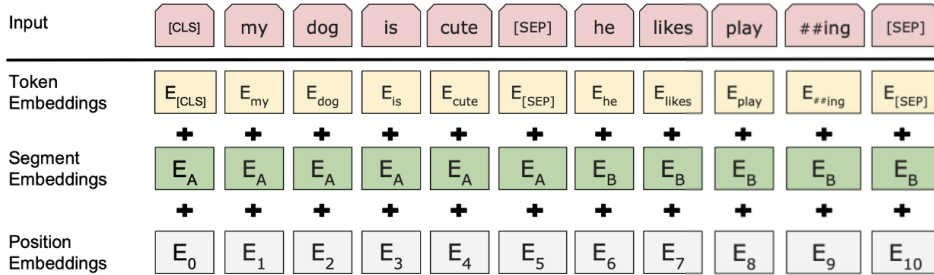 Input [CLS] my dog is cute [SEP] he likes play ##ing [SEP]
Token Embeddings E[CLS] Emy Edog Eis Ecute E[SEP] Ehe Elikes Eplay E##ing E[SEP]
+ + + + + + + + + + +
Segment Embeddings EA EA EA EA EA EA EB EB EB EB EB
+ + + + + + + + + + +
Position Embeddings E0 E1 E2 E3 E4 E5 E6 E7 E8 E9 E10